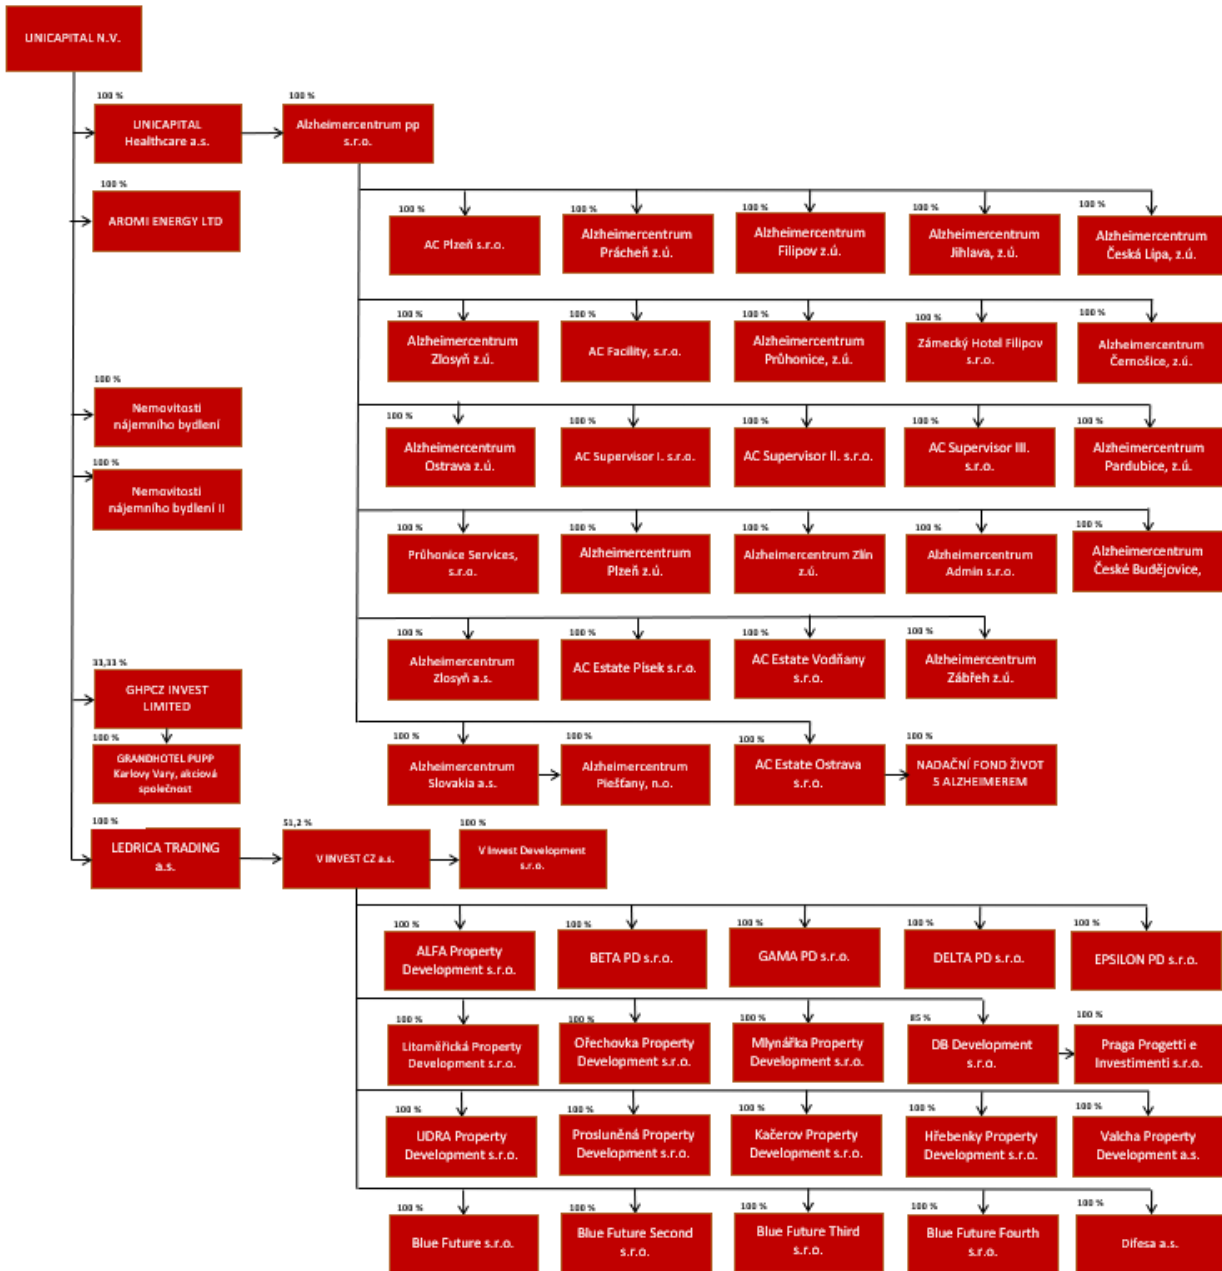 UNICAPITAL N.V.
100 %
UNICAPITAL
Healthcare a.s.
100 %
Alzheimercentrum pp
s.r.o.
100 %
AROMI ENERGY LTD
100 %
AC Plzeň s.r.o.
100 %
Alzheimercentrum
Prácheň z.ú.
100 %
Alzheimercentrum
Filipov z.ú.
100 %
Alzheimercentrum
Jihlava, z.ú.
100 %
Alzheimercentrum
Česká Lípa, z.ú.
100 %
Alzheimercentrum
Zlosyň z.ú.
100 %
AC Facility, s.r.o.
100 %
Alzheimercentrum
Průhonice, z.ú.
100 %
Zámecký Hotel Filipov
s.r.o.
100 %
Alzheimercentrum
Černošice, z.ú.
100 %
Nemovitosti
nájemního bydlení
100 %
Nemovitosti
nájemního bydlení II
100 %
Alzheimercentrum
Ostrava z.ú.
100 %
AC Supervisor I. s.r.o.
100 %
AC Supervisor II. s.r.o.
100 %
AC Supervisor III.
s.r.o.
100 %
Alzheimercentrum
Pardubice, z.ú.
100 %
Průhonice Services,
s.r.o.
100 %
Alzheimercentrum
Plzeň z.ú.
100 %
Alzheimercentrum Zlín
z.ú.
100 %
Alzheimercentrum
Admin s.r.o.
100 %
Alzheimercentrum
České Budějovice,
100 %
Alzheimercentrum
Zlosyň a.s.
100 %
AC Estate Písek s.r.o.
100 %
AC Estate Vodňany
s.r.o.
100 %
Alzheimercentrum
Zábřeh z.ú.
33,33 %
GHPCZ INVEST
LIMITED
100 %
GRANDHOTEL PUPP
Karlovy Vary, akciová
společnost
100 %
Alzheimercentrum
Slovakia a.s.
100 %
Alzheimercentrum
Piešťany, n.o.
100 %
AC Estate Ostrava
s.r.o.
100 %
NADAČNÍ FOND ŽIVOT
S ALZHEIMEREM
100 %
LEDRICA TRADING
a.s.
51,2 %
V INVEST CZ a.s.
100 %
V Invest Development
s.r.o.
100 %
ALFA Property
Development s.r.o.
100 %
BETA PD s.r.o.
100 %
GAMA PD s.r.o.
100 %
DELTA PD s.r.o.
100 %
EPSILON PD s.r.o.
100 %
Litoměřická Property
Development s.r.o.
100 %
Ořechovka Property
Development s.r.o.
100 %
Mlynářka Property
Development s.r.o.
85 %
DB Development
s.r.o.
100 %
Praga Progetti e
Investimenti s.r.o.
100 %
UDRA Property
Development s.r.o.
100 %
Prosluněná Property
Development s.r.o.
100 %
Kačerov Property
Development s.r.o.
100 %
Hřebenky Property
Development s.r.o.
100 %
Valcha Property
Development a.s.
100 %
Blue Future s.r.o.
100 %
Blue Future Second
s.r.o.
100 %
Blue Future Third
s.r.o.
100 %
Blue Future Fourth
s.r.o.
100 %
Difesa a.s.